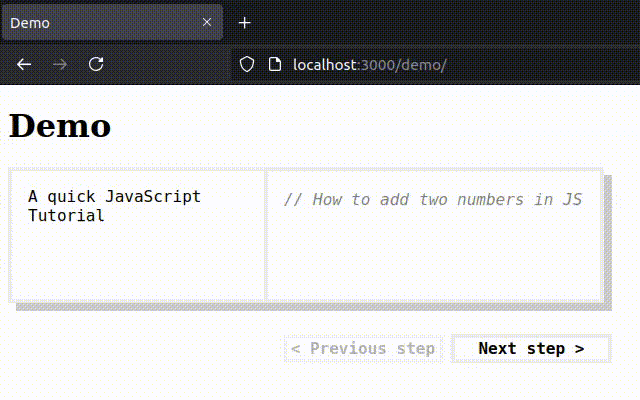 Demo
localhost:3000/demo/
Demo
A quick JavaScript
Tutorial
// How to add two numbers in JS
< Previous step
Next step >